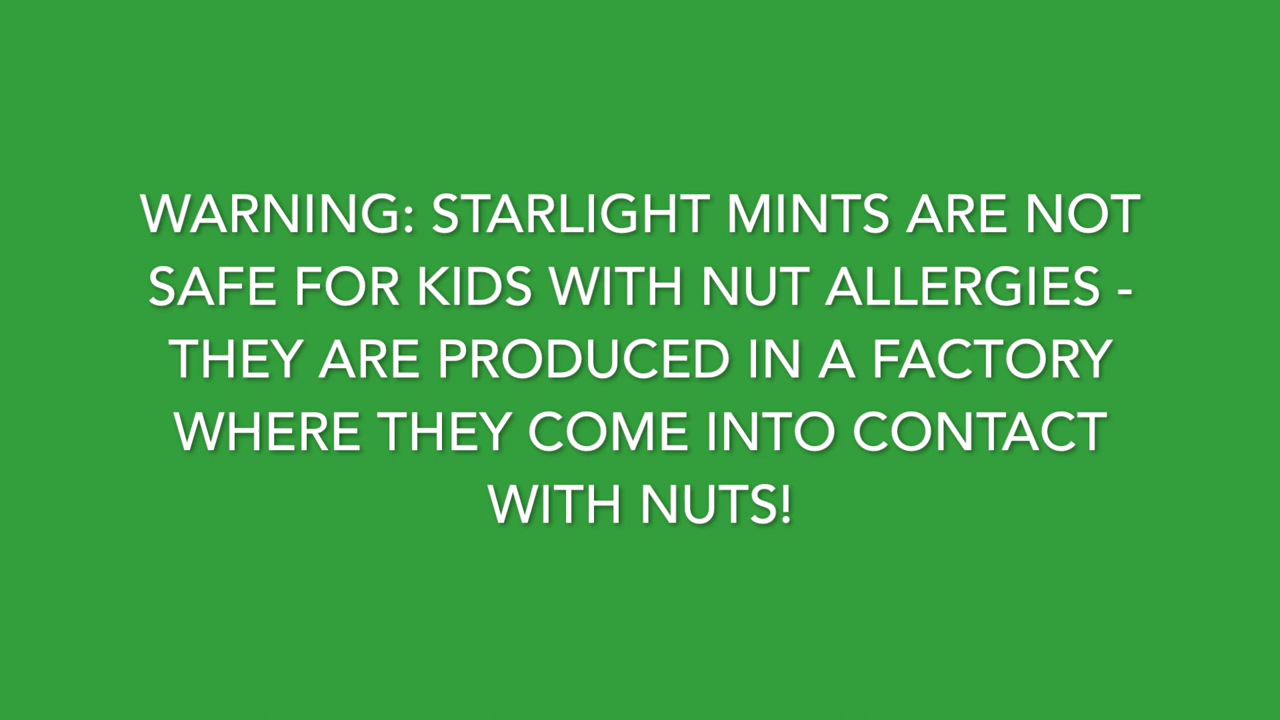 WARNING: STARLIGHT MINTS ARE NOT
SAFE FOR KIDS WITH NUT ALLERGIES -
THEY ARE PRODUCED IN A FACTORY
WHERE THEY COME INTO CONTACT
WITH NUTS!